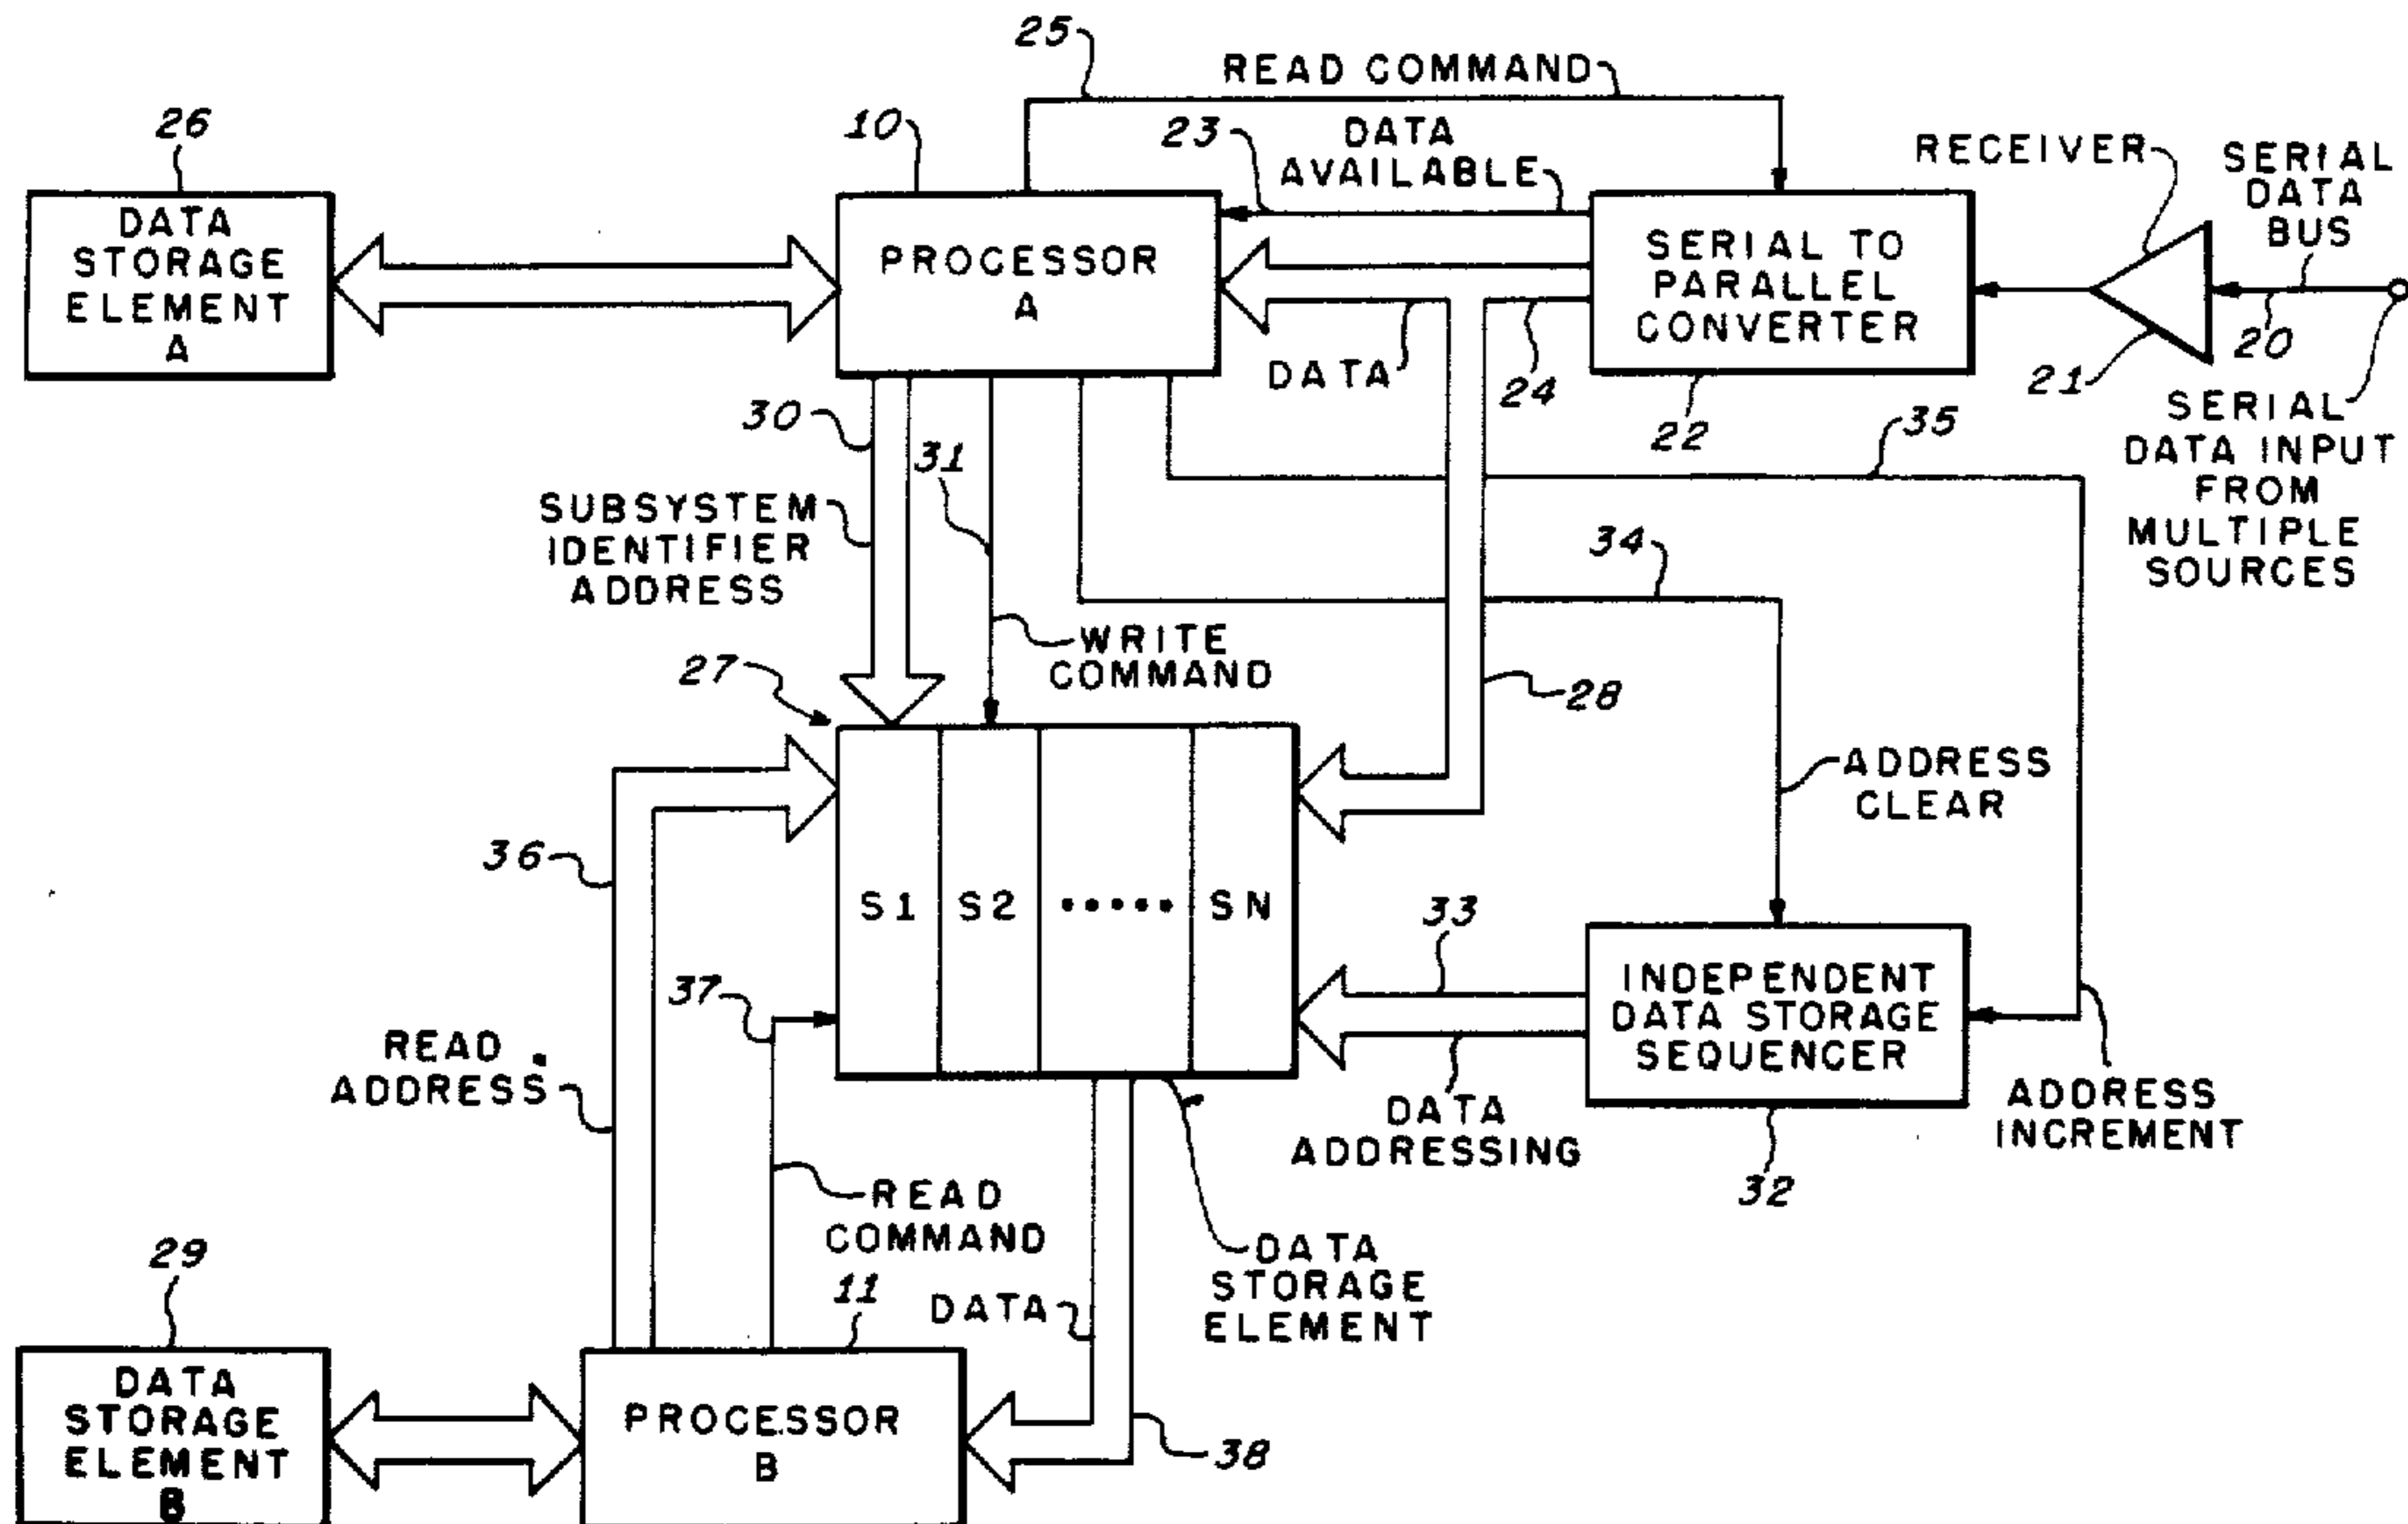 25
READ COMMAND
26
10
23
DATA
AVAILABLE
RECEIVER
SERIAL
DATA
BUS
DATA
STORAGE
ELEMENT
A
PROCESSOR
A
SERIAL TO
PARALLEL
CONVERTER
20
21
DATA
24
22
SERIAL
DATA INPUT
FROM
MULTIPLE
SOURCES
30
31
35
SUBSYSTEM
IDENTIFIER
ADDRESS
34
WRITE
COMMAND
27
28
ADDRESS
CLEAR
36
S1
S2
.....
SN
33
37
INDEPENDENT
DATA STORAGE
SEQUENCER
READ
ADDRESS
DATA
ADDRESSING
ADDRESS
INCREMENT
32
READ
COMMAND
29
11
DATA
DATA
STORAGE
ELEMENT
DATA
STORAGE
ELEMENT
B
PROCESSOR
B
38